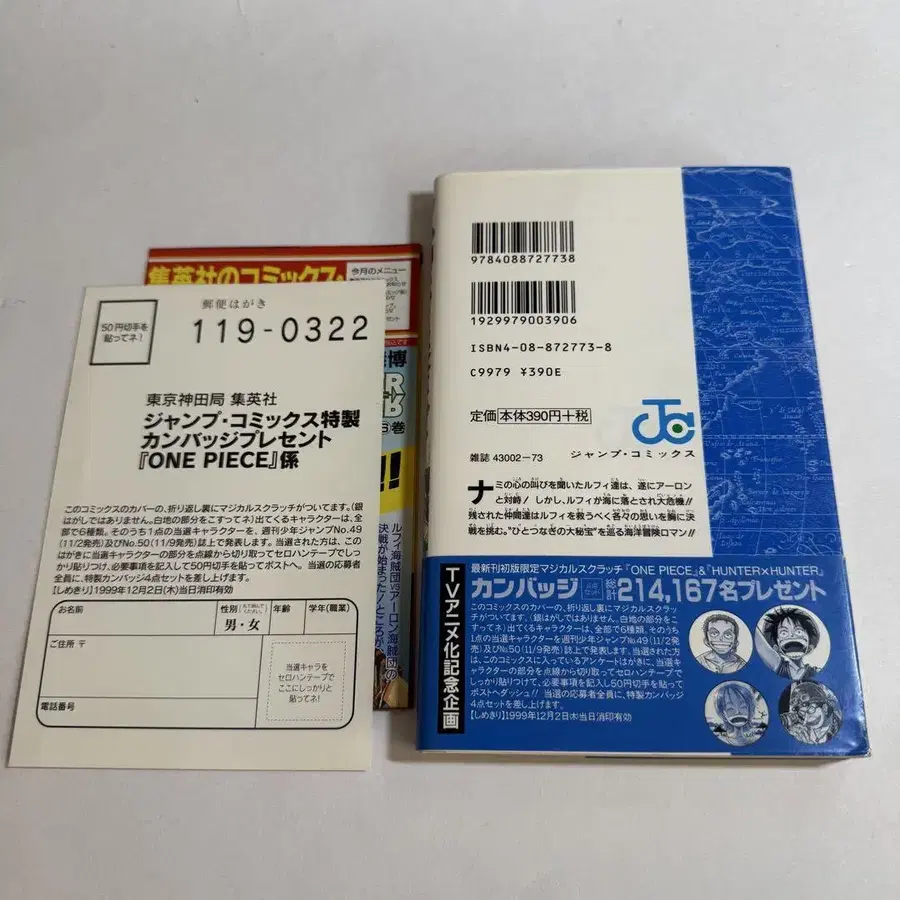 集英社のコミックス
今月のメニュー
郵便はがき
50円切手を
貼ってネ!
119-0322
東京神田局 集英社
ジャンプ・コミックス特製
カンバッジプレゼント
『ONE PIECE』係
このコミックスのカバーの、折り返し裏にマジカルスクラッチがついてます。(銀
はがしではありません。白地の部分をこすってネ)出てくるキャラクターは、全
部で6種類。そのうち1点の当選キャラクターを、週刊少年ジャンプNo.49
(11/2発売)及びNo.50(11/9発売)誌上で発表します。当選された方は、この
はがきに当選キャラクターの部分を点線から切り取ってセロハンテープでしっ
かり貼りつけ、必要事項を記入して50円切手を貼ってポストへ。当選の応募者
全員に、特製カンバッジ4点セットを差し上げます。
【しめきり】1999年12月2日(木)当日消印有効
お名前
性別
男・女
年齢
学年(職業)
ご住所 〒
電話番号
当選キャラを
セロハンテープで
ここにしっかりと
貼ってネ!
博
巻
!!
ルフィ海賊団VSアーロン海賊団の
決戦が始まった!ところが、
9784088727738
1929979003906
ISBN4-08-872773-8
C9979 ¥390E
定価 本体390円+税
ジャンプ・コミックス
雑誌 43002-73
ナミの心の叫びを聞いたルフィ達は、遂にアーロン
と対峙! しかし、ルフィが海に落とされ大危機!!
残された仲間達はルフィを救うべく各々の思いを胸に決
戦を挑む。"ひとつなぎの大秘宝"を巡る海洋冒険ロマン!!
TVアニメ化記念企画
最新刊初版限定マジカルスクラッチ『ONE PIECE』&『HUNTER×HUNTER』
カンバッジ 4点セット 総計 214,167名プレゼント
このコミックスのカバーの、折り返し裏にマジカルスクラ
ッチがついてます。(銀はがしではありません。白地の部分を
こすってネ)出てくるキャラクターは、全部で6種類。そのうち
1点の当選キャラクターを週刊少年ジャンプNo.49(11/2発
売)及びNo.50(11/9発売)誌上で発表します。当選された方
は、このコミックスに入っているアンケートはがきに、当選キャ
ラクターの部分を点線から切り取ってセロハンテープでしっ
かり貼りつけて、必要事項を記入し50円切手を貼って
ポストへダッシュ!! 当選の応募者全員に、特製カンバッジ
4点セットを差し上げます。
【しめきり】1999年12月2日(木)当日消印有効